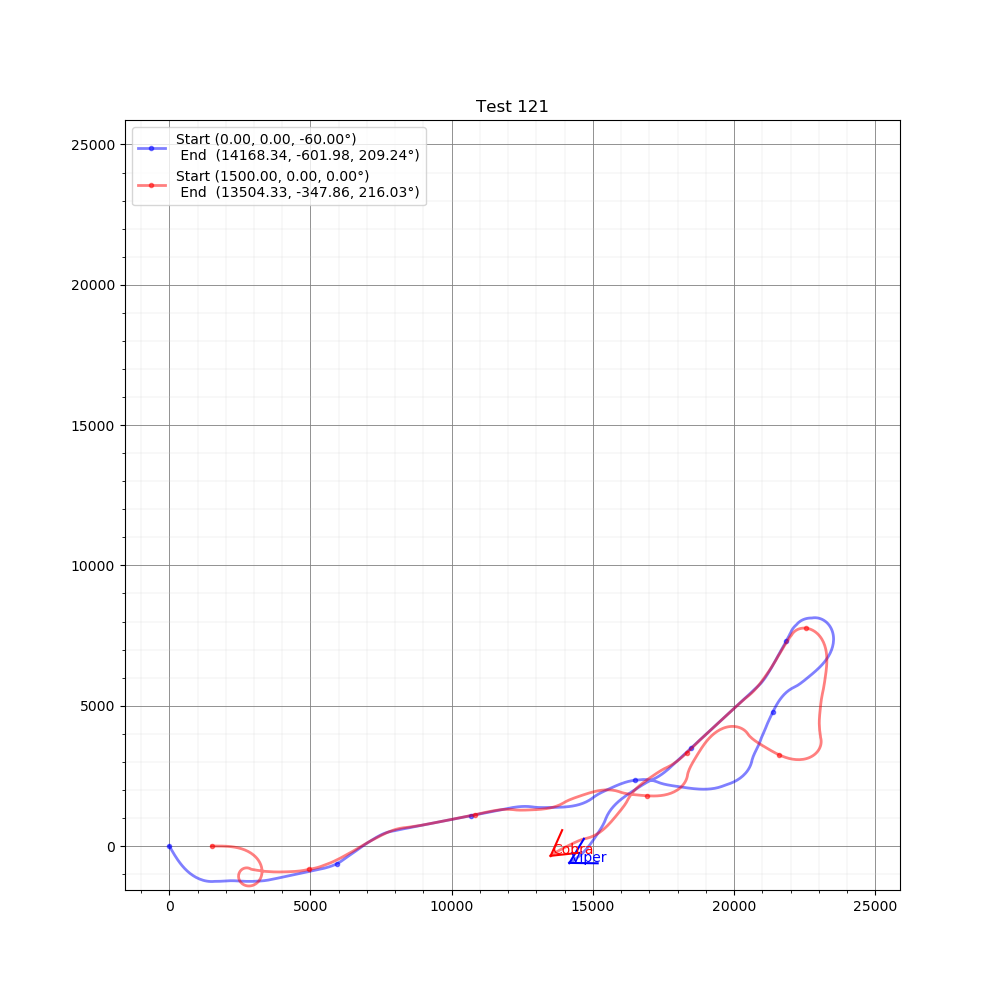 Test 121
Start (0.00, 0.00, -60.00°)
End (14168.34, -601.98, 209.24°)
Start (1500.00, 0.00, 0.00°)
End (13504.33, -347.86, 216.03°)
25000
20000
15000
10000
5000
0
Cobra
Viper
0 5000 10000 15000 20000 25000